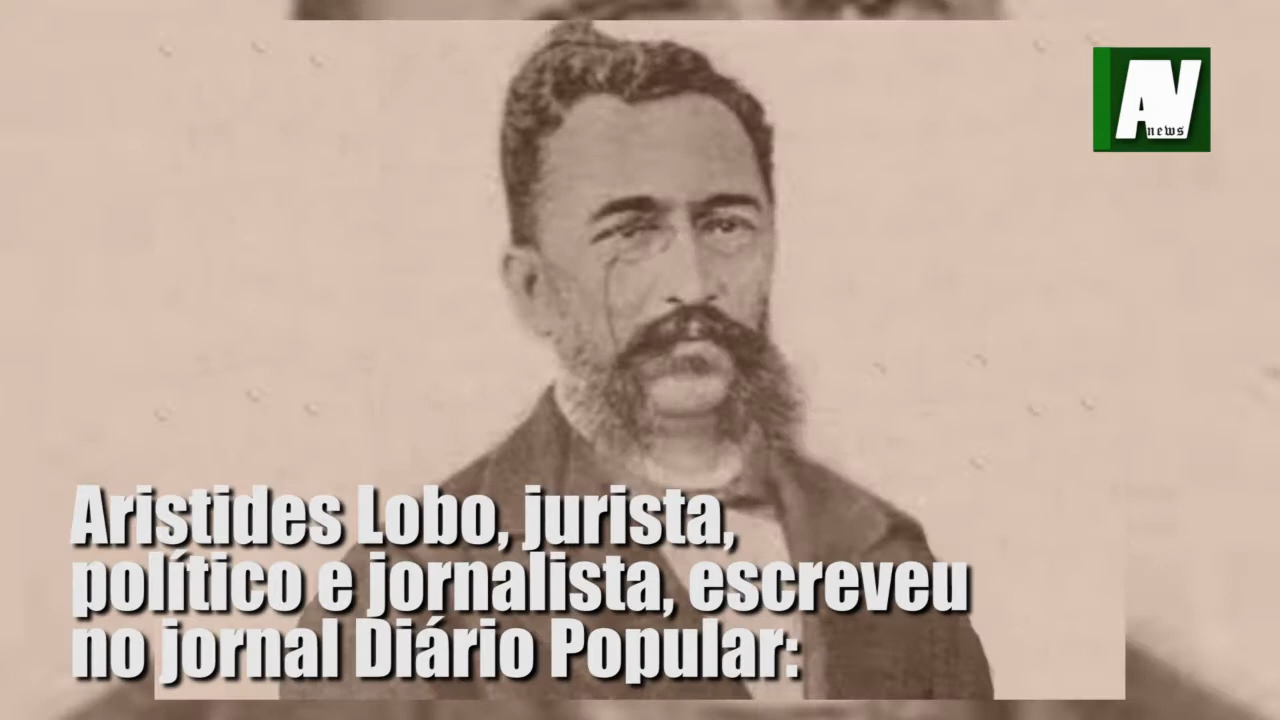 AV
news
Aristides Lobo, jurista,
político e jornalista, escreveu
no jornal Diário Popular: